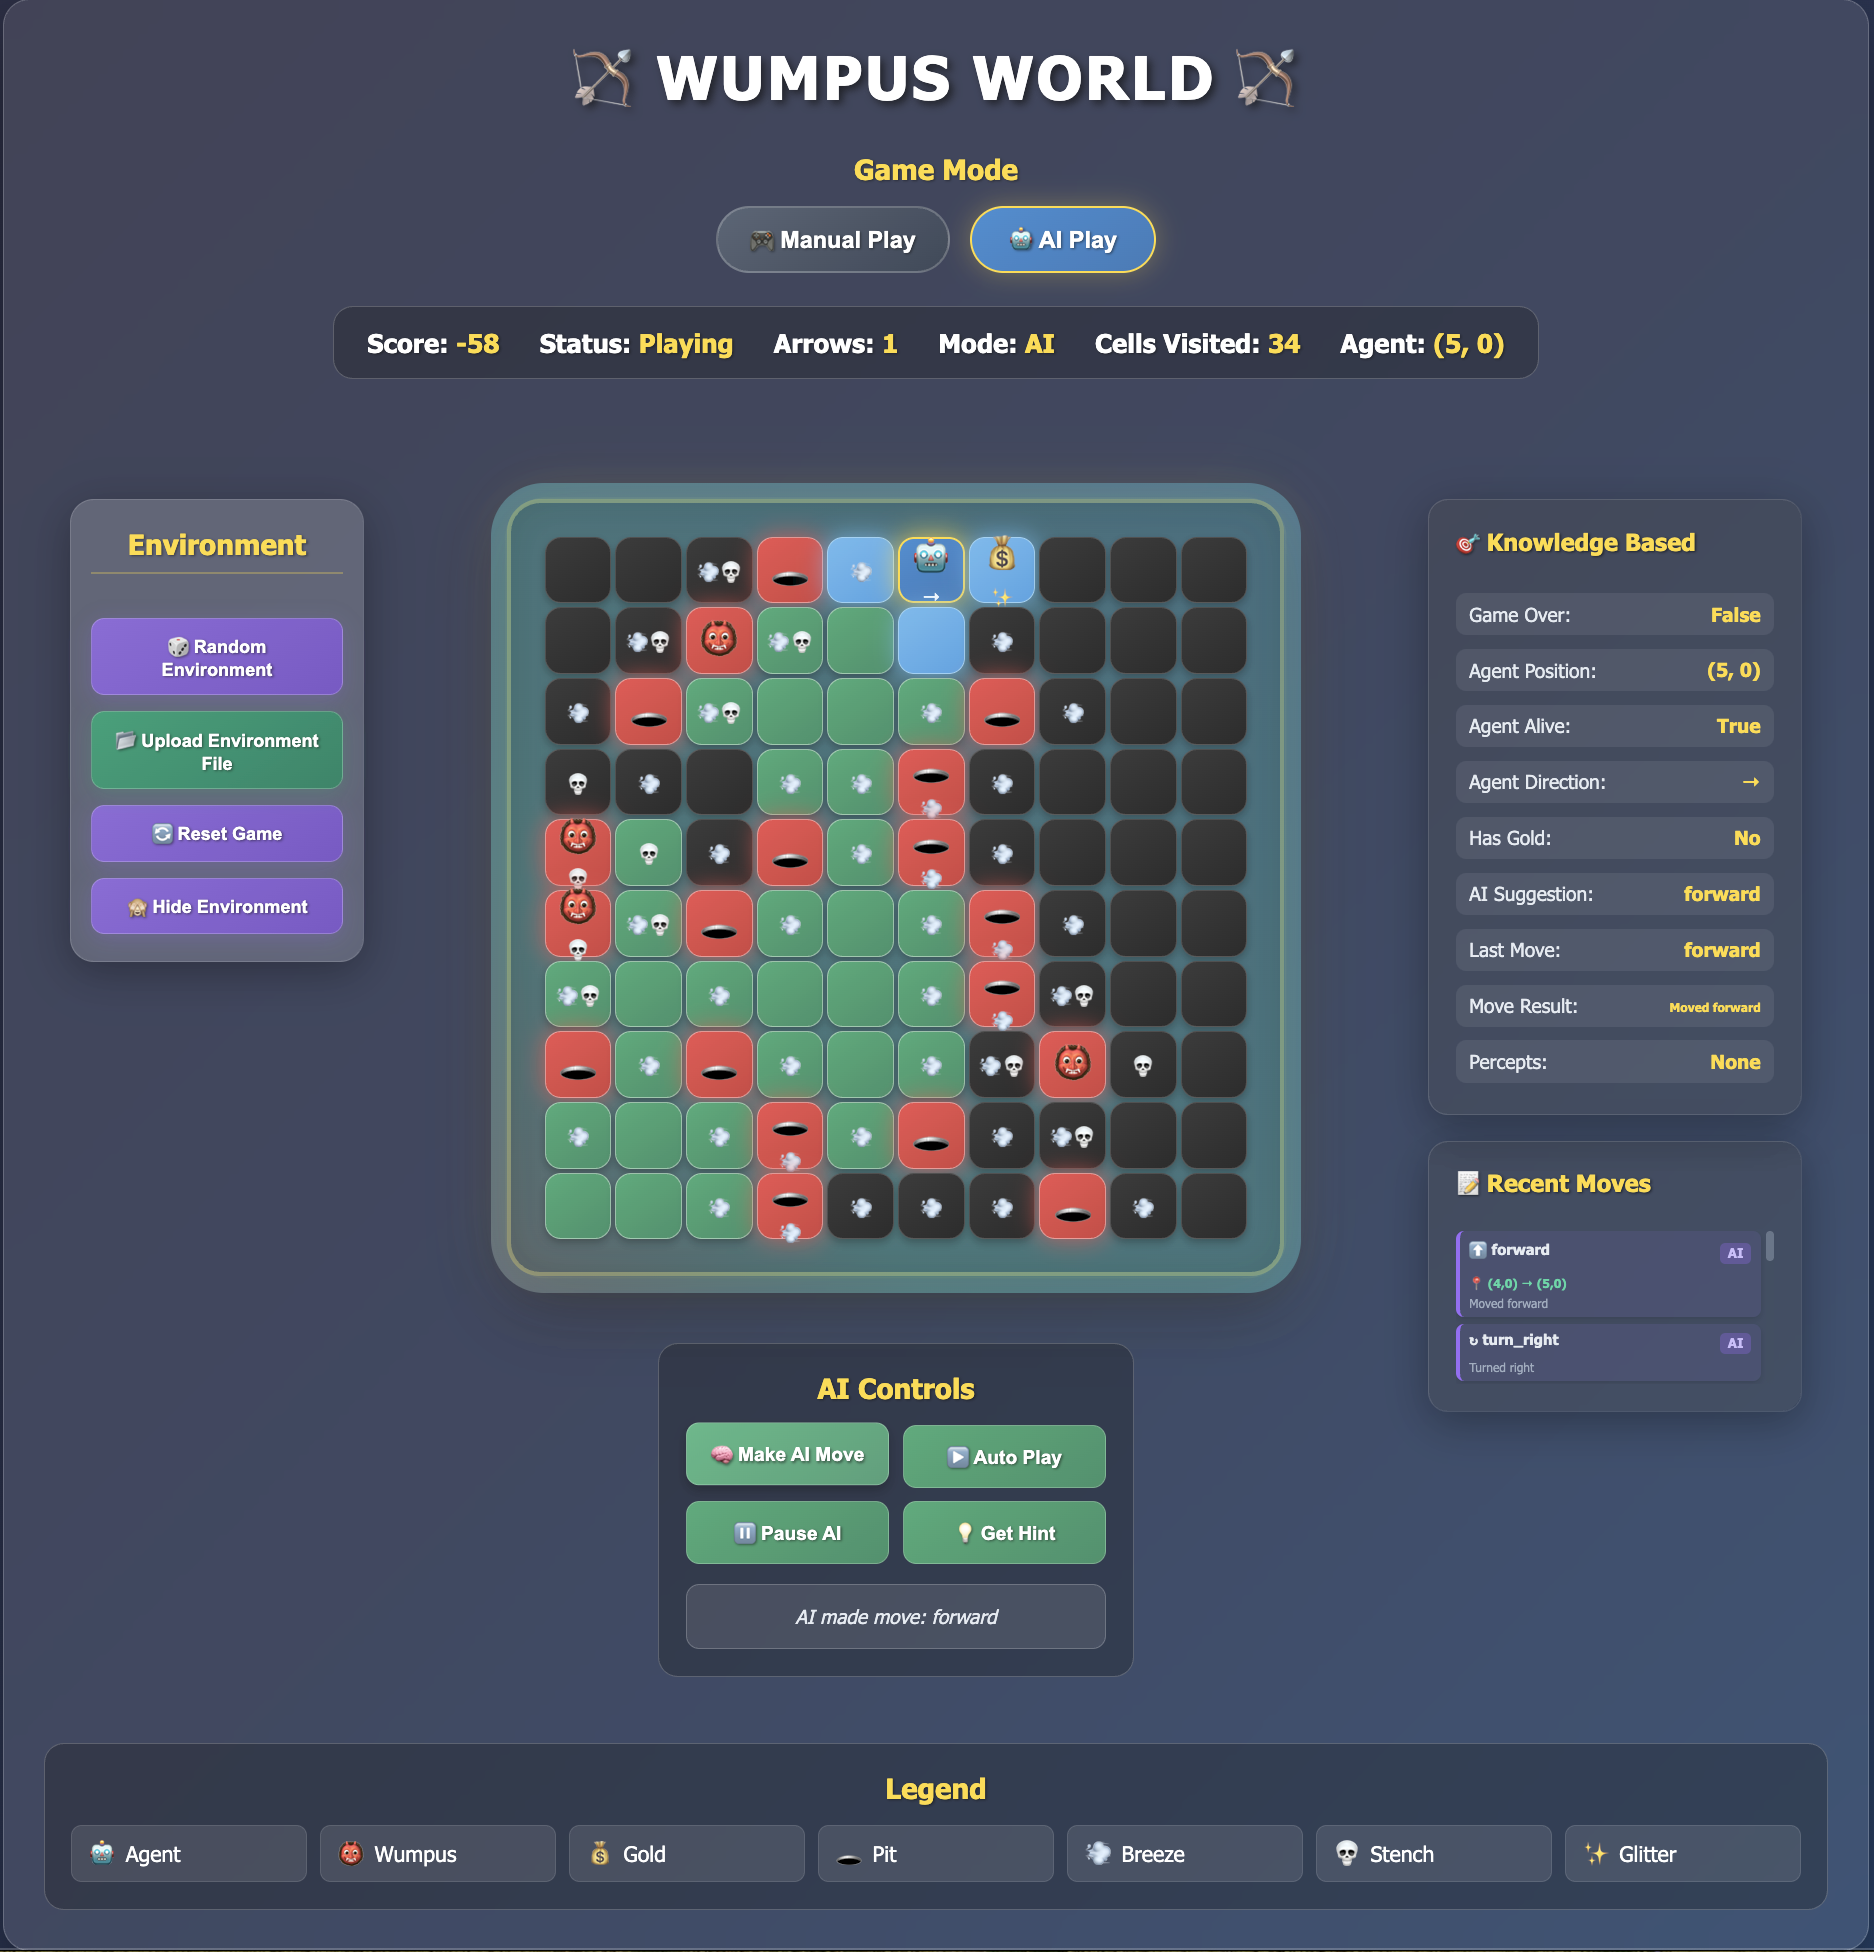 WUMPUS WORLD
Game Mode
Manual Play
AI Play
Score: -58 Status: Playing Arrows: 1 Mode: AI Cells Visited: 34 Agent: (5, 0)
Environment
Random
Environment
Upload Environment
File
Reset Game
Hide Environment
→
Knowledge Based
Game Over: False
Agent Position: (5, 0)
Agent Alive: True
Agent Direction: →
Has Gold: No
AI Suggestion: forward
Last Move: forward
Move Result: Moved forward
Percepts: None
Recent Moves
forward AI
(4,0) → (5,0)
Moved forward
↻ turn_right AI
Turned right
AI Controls
Make AI Move
Auto Play
Pause AI
Get Hint
AI made move: forward
Legend
Agent
Wumpus
Gold
Pit
Breeze
Stench
Glitter